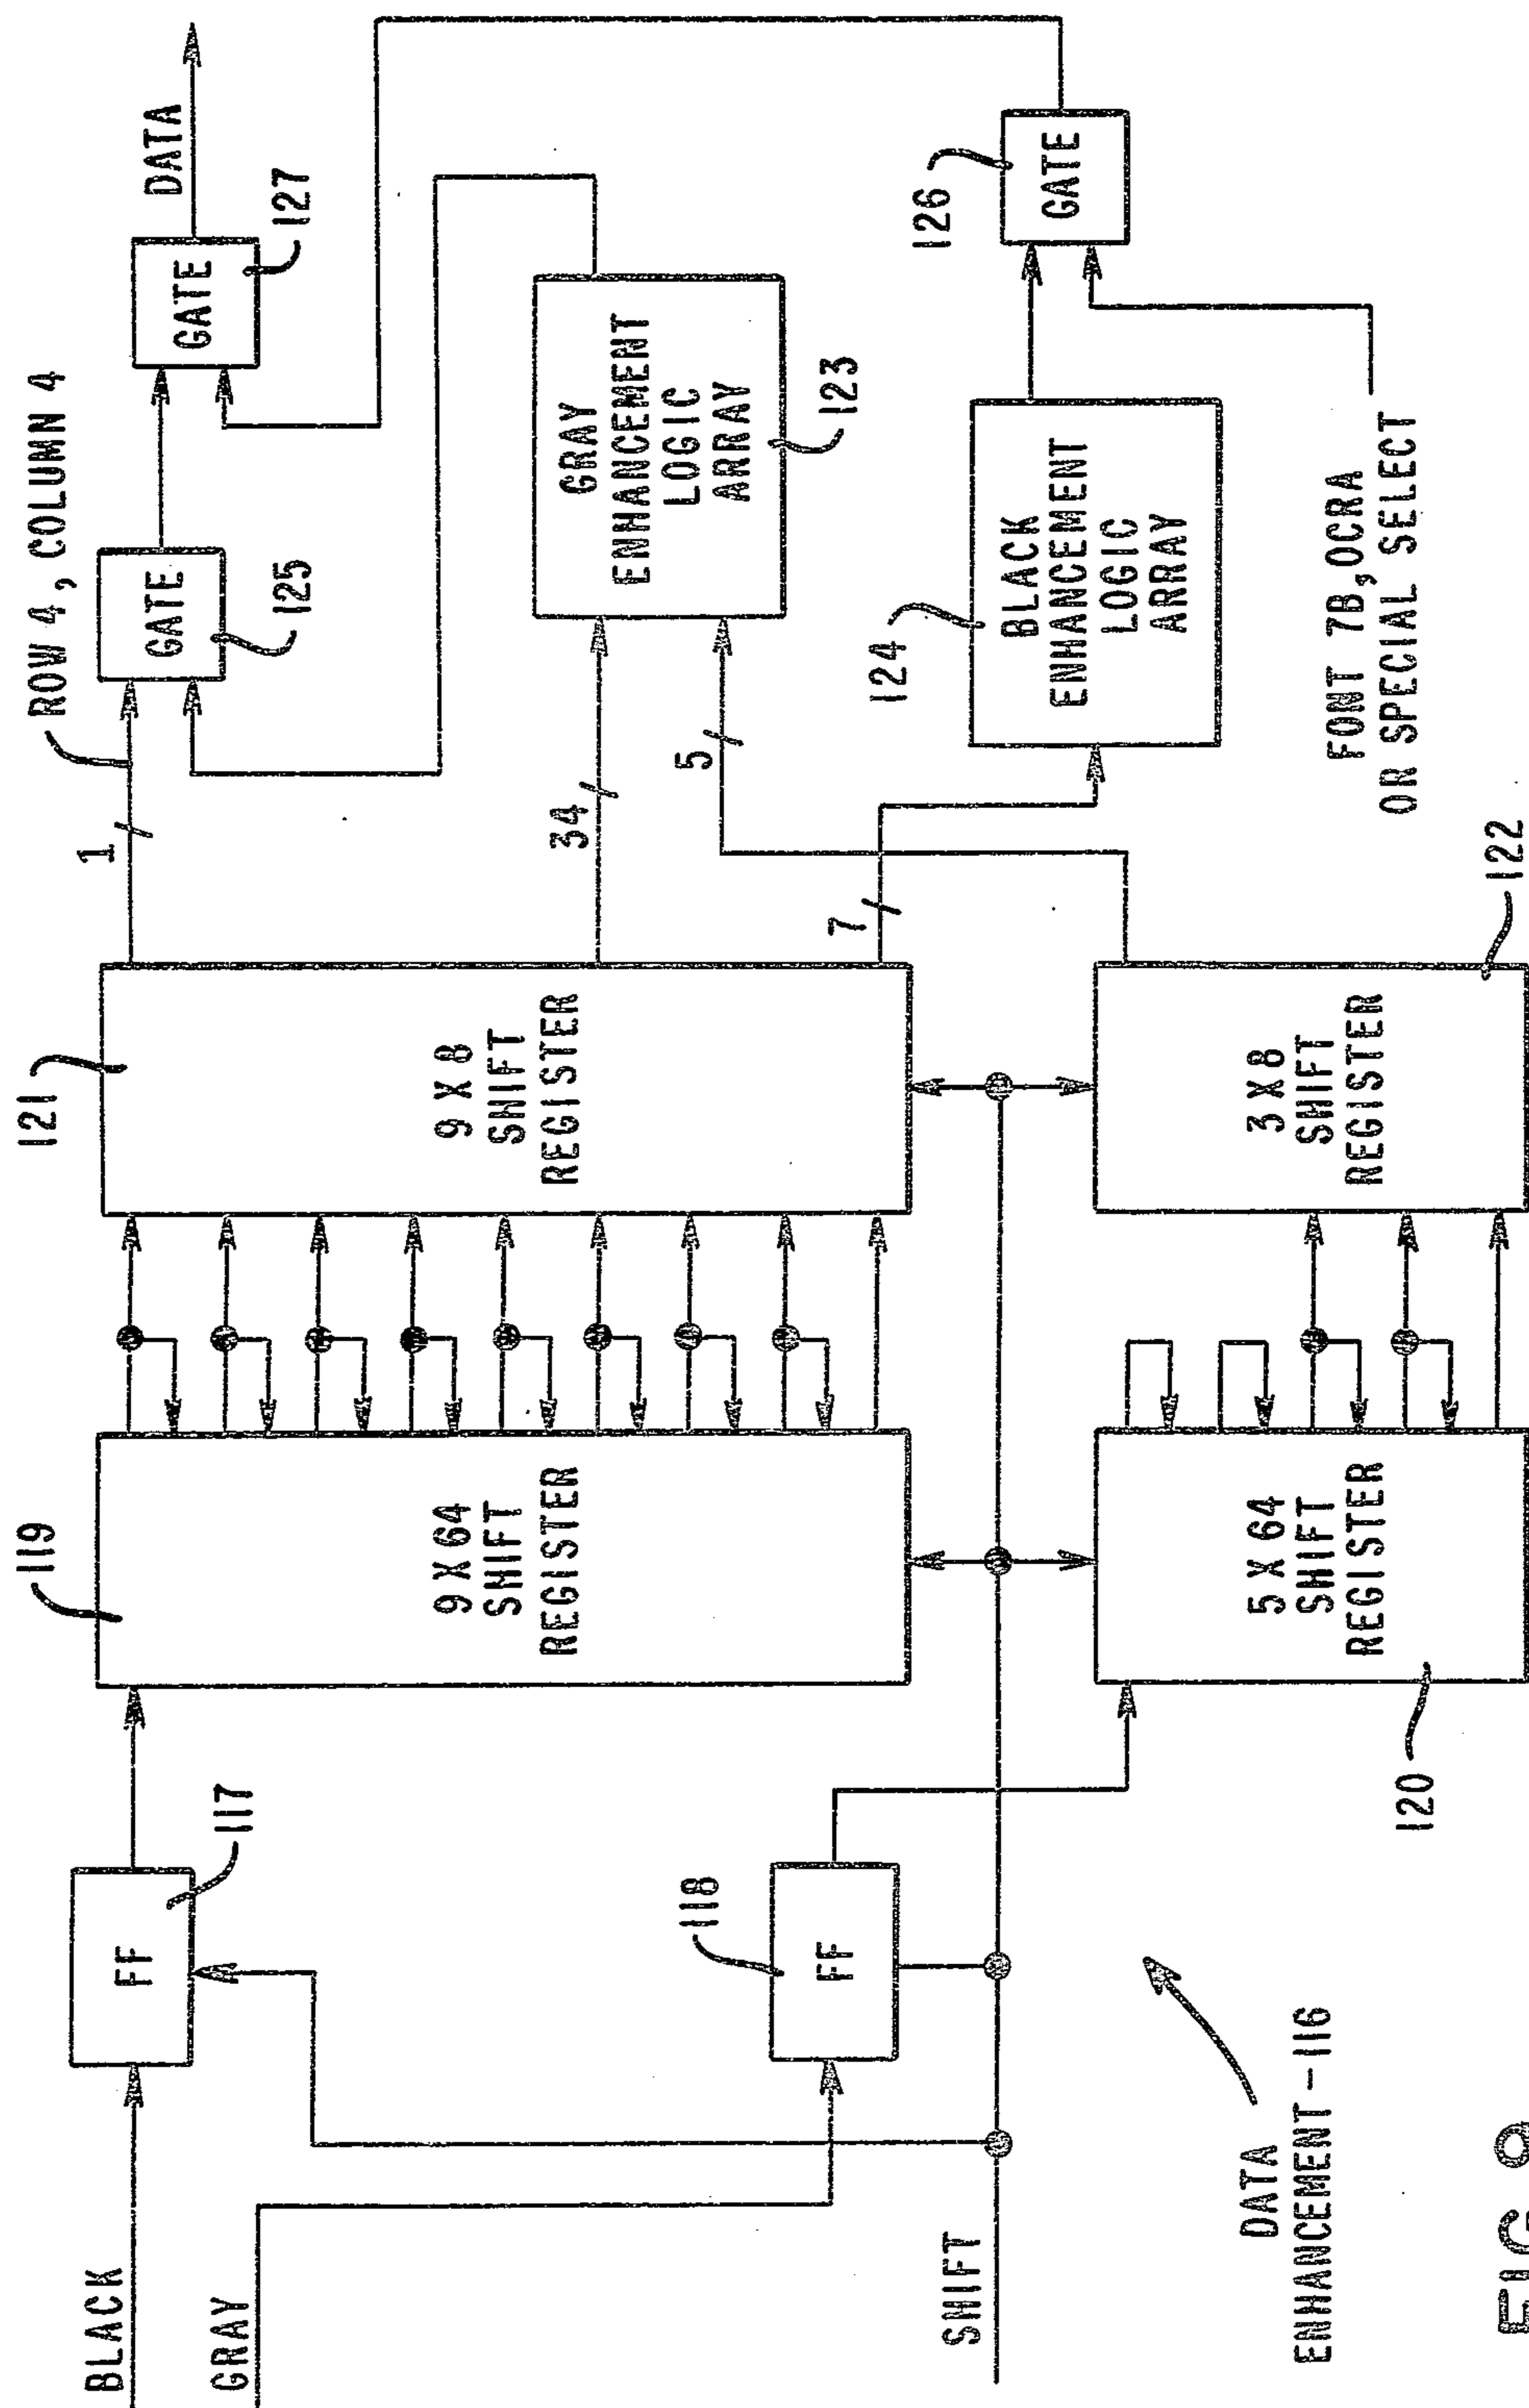 BLACK
GRAY
SHIFT
FF
117
FF
118
119
9 X 64
SHIFT
REGISTER
5 X 64
SHIFT
REGISTER
120
121
9 X 8
SHIFT
REGISTER
3 X 8
SHIFT
REGISTER
122
1
ROW 4, COLUMN 4
34
5
7
GATE
125
GATE
127
DATA
GRAY
ENHANCEMENT
LOGIC
ARRAY
123
124
BLACK
ENHANCEMENT
LOGIC
ARRAY
126
GATE
FONT 7B, OCRA
OR SPECIAL SELECT
DATA
ENHANCEMENT-116
FIG. 9